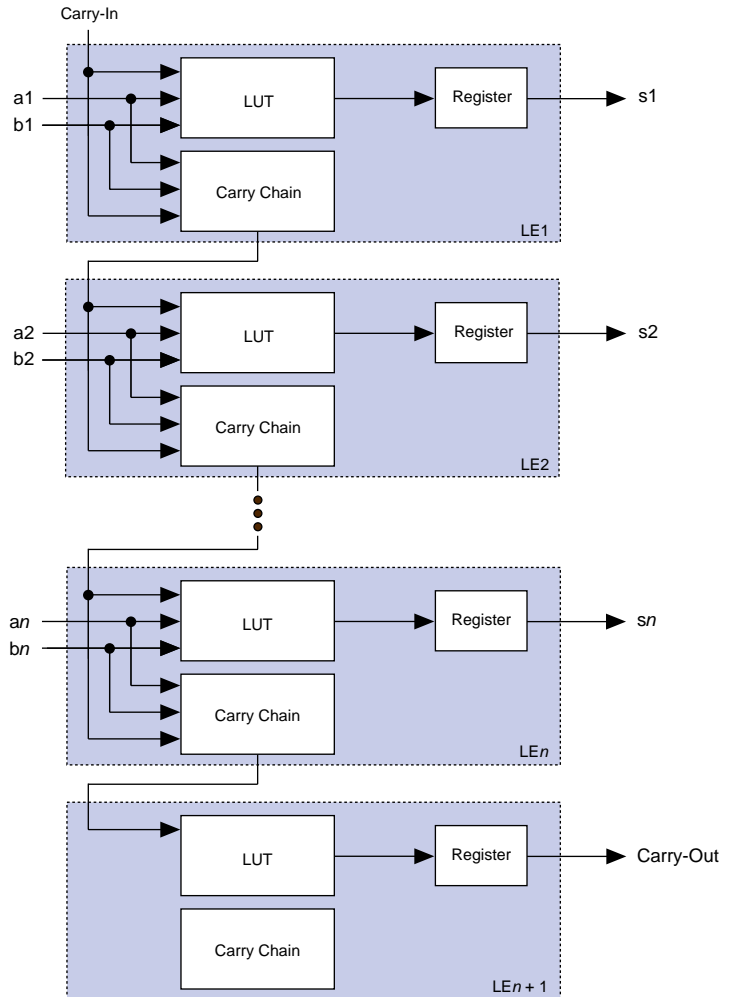 Carry-In
a1
b1
LUT
Register
s1
Carry Chain
LE1
a2
b2
LUT
Register
s2
Carry Chain
LE2
an
bn
LUT
Register
sn
Carry Chain
LEn
LUT
Register
Carry-Out
Carry Chain
LEn + 1